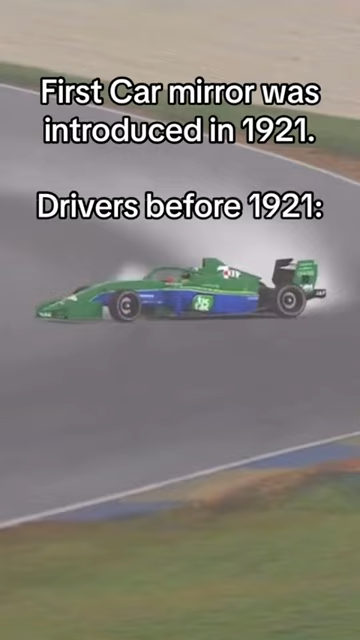 First Car mirror was
introduced in 1921.
Drivers before 1921: